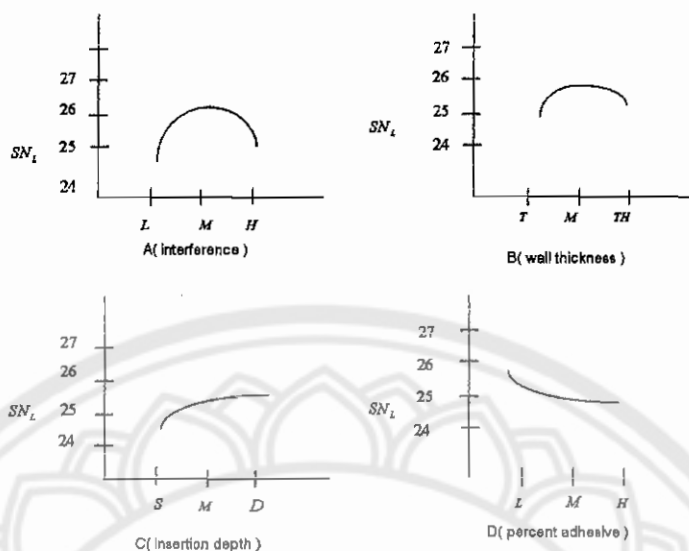 27
26
25
24
SN_L
L M H
A( interference )
27
26
25
24
SN_L
T M TH
B( wall thickness )
27
26
25
24
SN_L
S M D
C( insertion depth )
27
26
25
24
SN_L
L M H
D( percent adhesive )